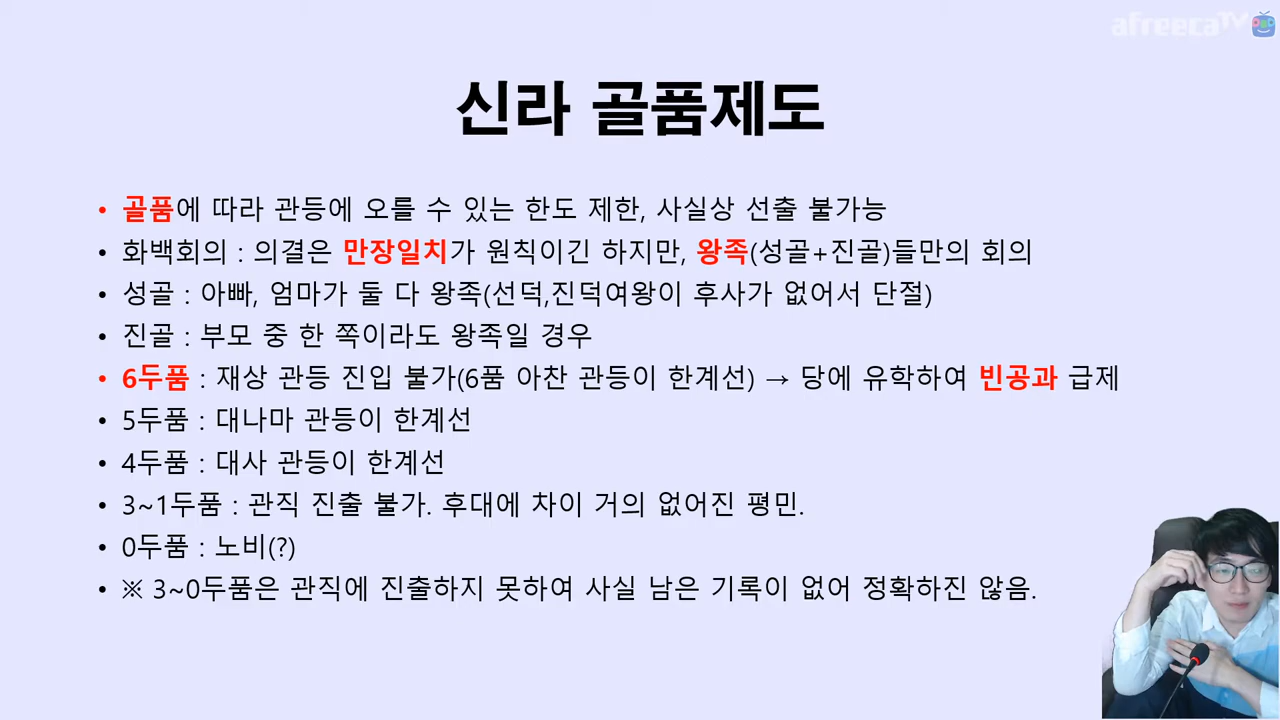 afreecaTV
신라 골품제도
• 골품에 따라 관등에 오를 수 있는 한도 제한, 사실상 선출 불가능
• 화백회의 : 의결은 만장일치가 원칙이긴 하지만, 왕족(성골+진골)들만의 회의
• 성골 : 아빠, 엄마가 둘 다 왕족(선덕,진덕여왕이 후사가 없어서 단절)
• 진골 : 부모 중 한 쪽이라도 왕족일 경우
• 6두품 : 재상 관등 진입 불가(6품 아찬 관등이 한계선) → 당에 유학하여 빈공과 급제
• 5두품 : 대나마 관등이 한계선
• 4두품 : 대사 관등이 한계선
• 3~1두품 : 관직 진출 불가. 후대에 차이 거의 없어진 평민.
• 0두품 : 노비(?)
• ※ 3~0두품은 관직에 진출하지 못하여 사실 남은 기록이 없어 정확하진 않음.